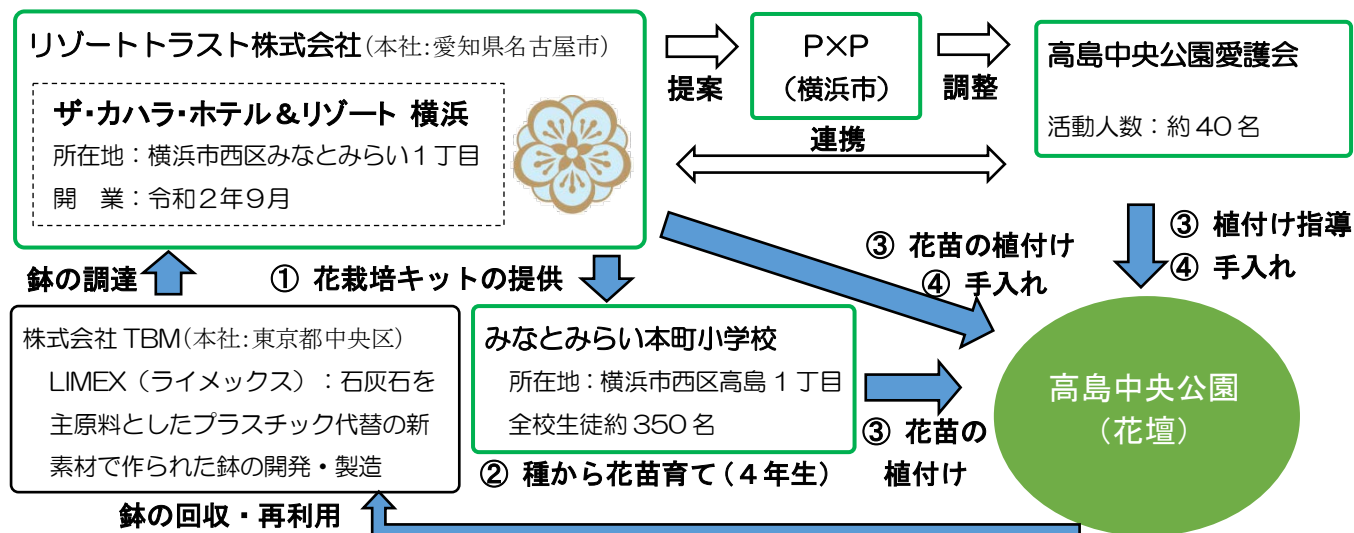 リゾートトラスト株式会社(本社:愛知県名古屋市)
ザ・カハラ・ホテル&リゾート 横浜
所在地:横浜市西区みなとみらい1丁目
開 業:令和2年9月
提案
P×P
(横浜市)
調整
連携
高島中央公園愛護会
活動人数:約40名
鉢の調達
① 花栽培キットの提供
③ 花苗の植付け
④ 手入れ
③ 植付け指導
④ 手入れ
株式会社TBM(本社:東京都中央区)
LIMEX(ライメックス):石灰石を
主原料としたプラスチック代替の新
素材で作られた鉢の開発・製造
みなとみらい本町小学校
所在地:横浜市西区高島1丁目
全校生徒約350名
② 種から花苗育て(4年生)
③ 花苗の
植付け
高島中央公園
(花壇)
鉢の回収・再利用